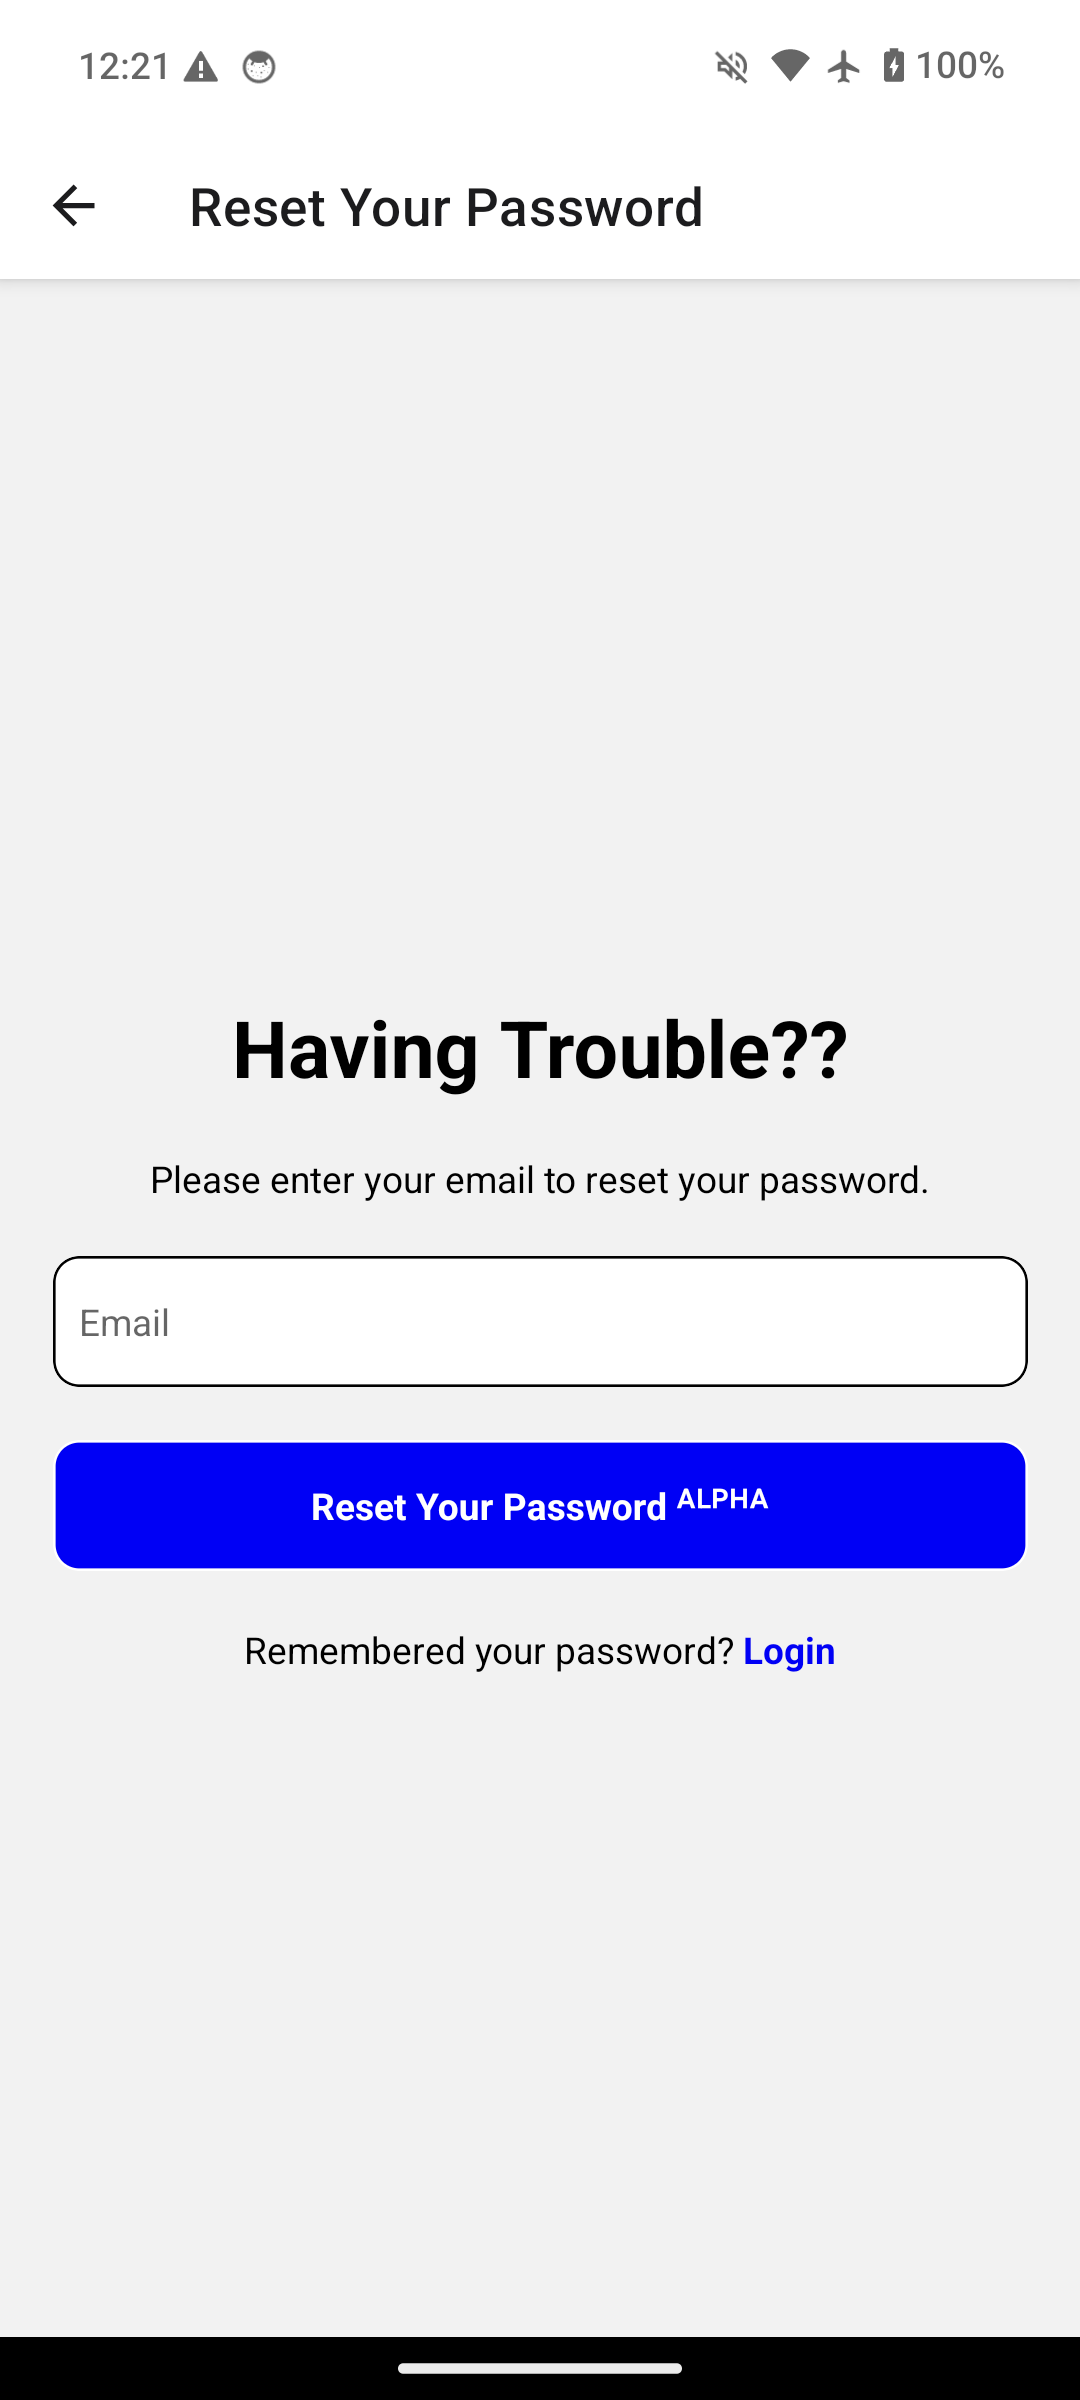 12:21
100%
Reset Your Password
Having Trouble??
Please enter your email to reset your password.
Email
Reset Your Password ALPHA
Remembered your password? Login